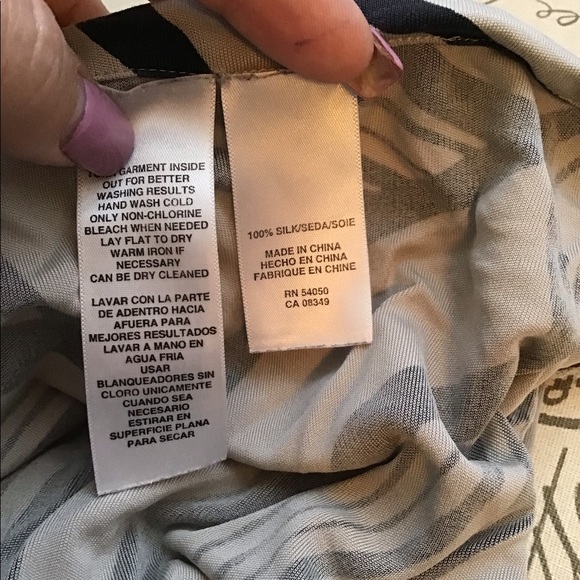 GARMENT INSIDE
OUT FOR BETTER
WASHING RESULTS
HAND WASH COLD
ONLY NON-CHLORINE
BLEACH WHEN NEEDED
LAY FLAT TO DRY
WARM IRON IF
NECESSARY
CAN BE DRY CLEANED
LAVAR CON LA PARTE
DE ADENTRO HACIA
AFUERA PARA
MEJORES RESULTADOS
LAVAR A MANO EN
AGUA FRIA
USAR
BLANQUEADORES SIN
CLORO UNICAMENTE
CUANDO SEA
NECESARIO
ESTIRAR EN
SUPERFICIE PLANA
PARA SECAR
100% SILK/SEDA/SOIE
MADE IN CHINA
HECHO EN CHINA
FABRIQUE EN CHINE
RN 54050
CA 08349